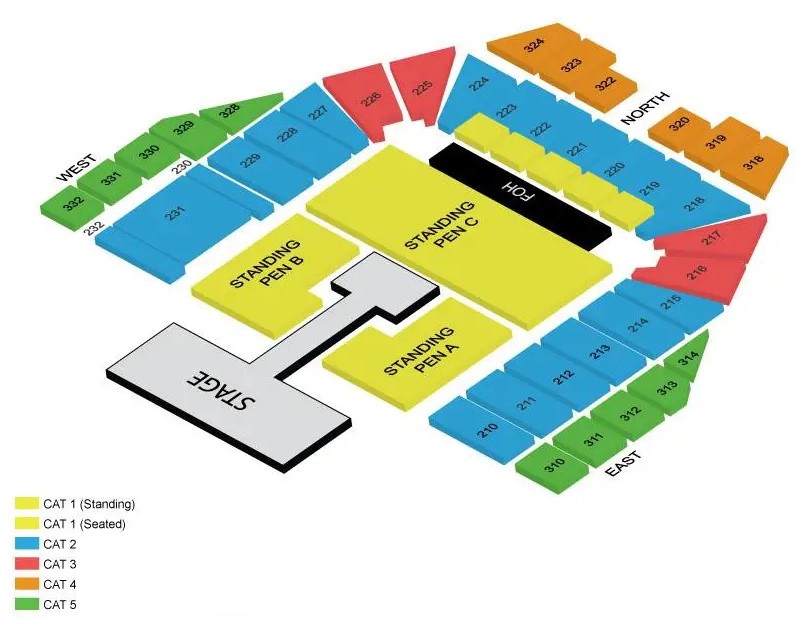 324
323
322
NORTH
320
319
318
226
225
224
223
222
221
220
219
218
217
216
215
214
213
212
211
210
314
313
312
311
310
EAST
WEST
328
329
330
331
332
227
228
229
230
231
232
FOH
STANDING
PEN C
STANDING
PEN B
STANDING
PEN A
STAGE
CAT 1 (Standing)
CAT 1 (Seated)
CAT 2
CAT 3
CAT 4
CAT 5